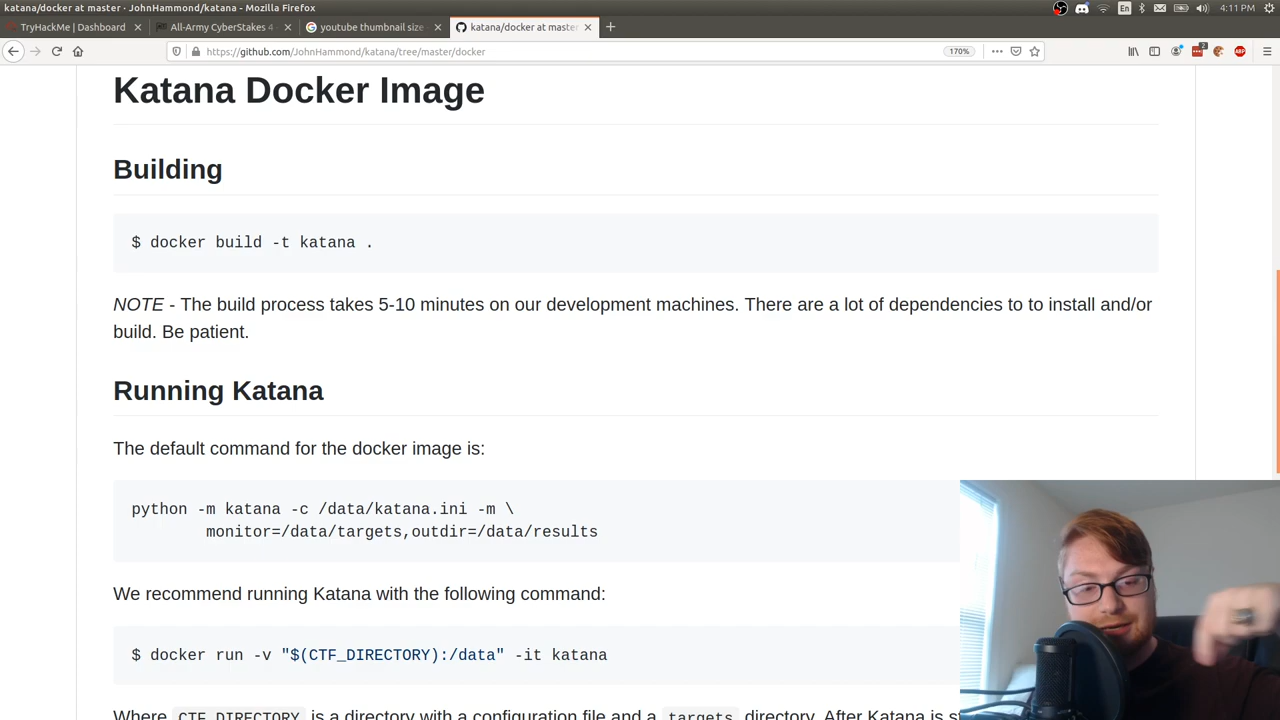 katana/docker at master · JohnHammond/katana - Mozilla Firefox
En
4:11 PM
TryHackMe | Dashboard
All-Army CyberStakes 4
youtube thumbnail size
katana/docker at master
https://github.com/JohnHammond/katana/tree/master/docker
170%
2
ABP
Katana Docker Image
Building
$ docker build -t katana .
NOTE - The build process takes 5-10 minutes on our development machines. There are a lot of dependencies to to install and/or
build. Be patient.
Running Katana
The default command for the docker image is:
python -m katana -c /data/katana.ini -m \
monitor=/data/targets,outdir=/data/results
We recommend running Katana with the following command:
$ docker run -v "$(CTF_DIRECTORY):/data" -it katana
Where CTF_DIRECTORY is a directory with a configuration file and a targets directory. After Katana is